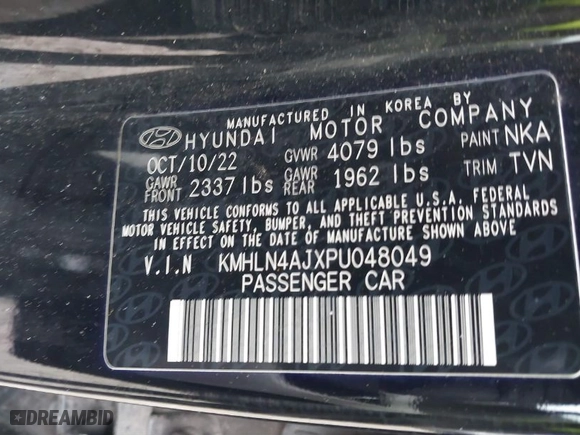 MANUFACTURED IN KOREA BY
HYUNDAI MOTOR COMPANY
OCT/10/22 GVWR 4079 lbs PAINT NKA
GAWR FRONT 2337 lbs GAWR REAR 1962 lbs TRIM TVN
THIS VEHICLE CONFORMS TO ALL APPLICABLE U.S.A. FEDERAL
MOTOR VEHICLE SAFETY, BUMPER, AND THEFT PREVENTION STANDARDS
IN EFFECT ON THE DATE OF MANUFACTURE SHOWN ABOVE
V.I.N KMHLN4AJXPU048049
PASSENGER CAR
DREAMBID